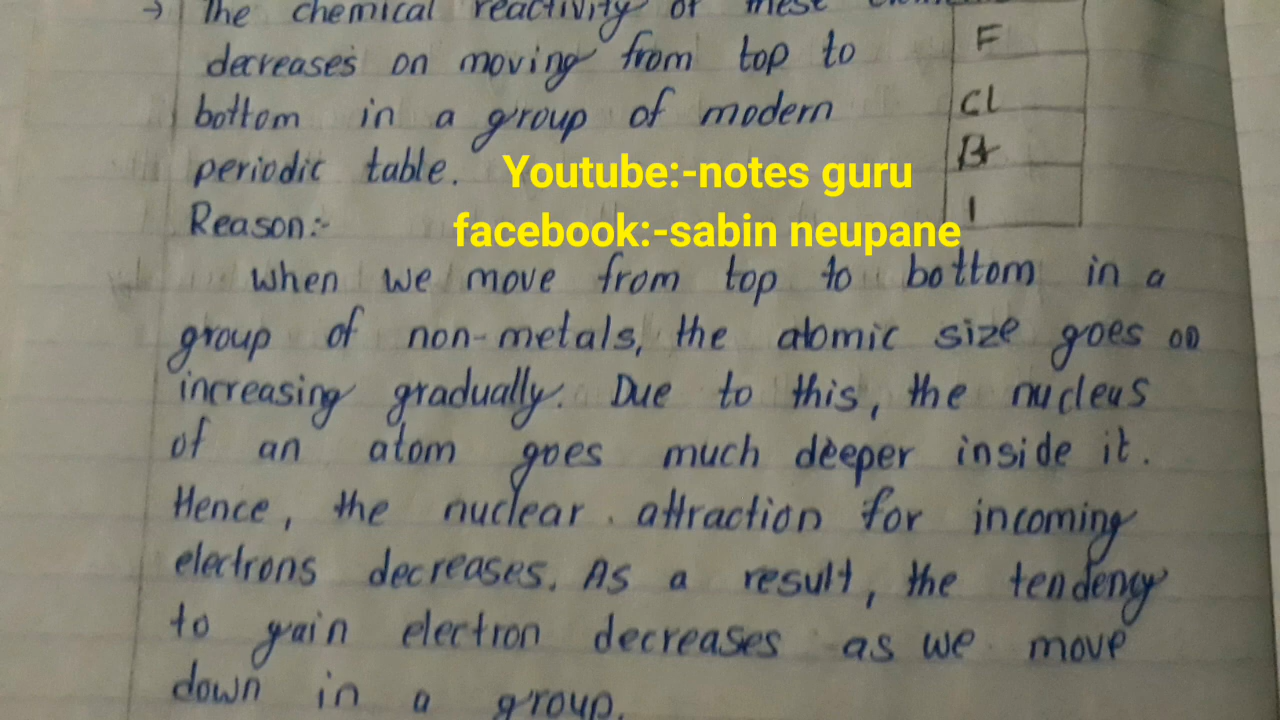 → The chemical reactivity of these
decreases on moving from top to
bottom in a group of modern
periodic table.
Reason:-
F
Cl
Br
I
Youtube:-notes guru
facebook:-sabin neupane
When we move from top to bottom in a
group of non-metals, the atomic size goes on
increasing gradually. Due to this, the nucleus
of an atom goes much deeper inside it.
Hence, the nuclear attraction for incoming
electrons decreases. As a result, the tendency
to gain electron decreases as we move
down in a group.